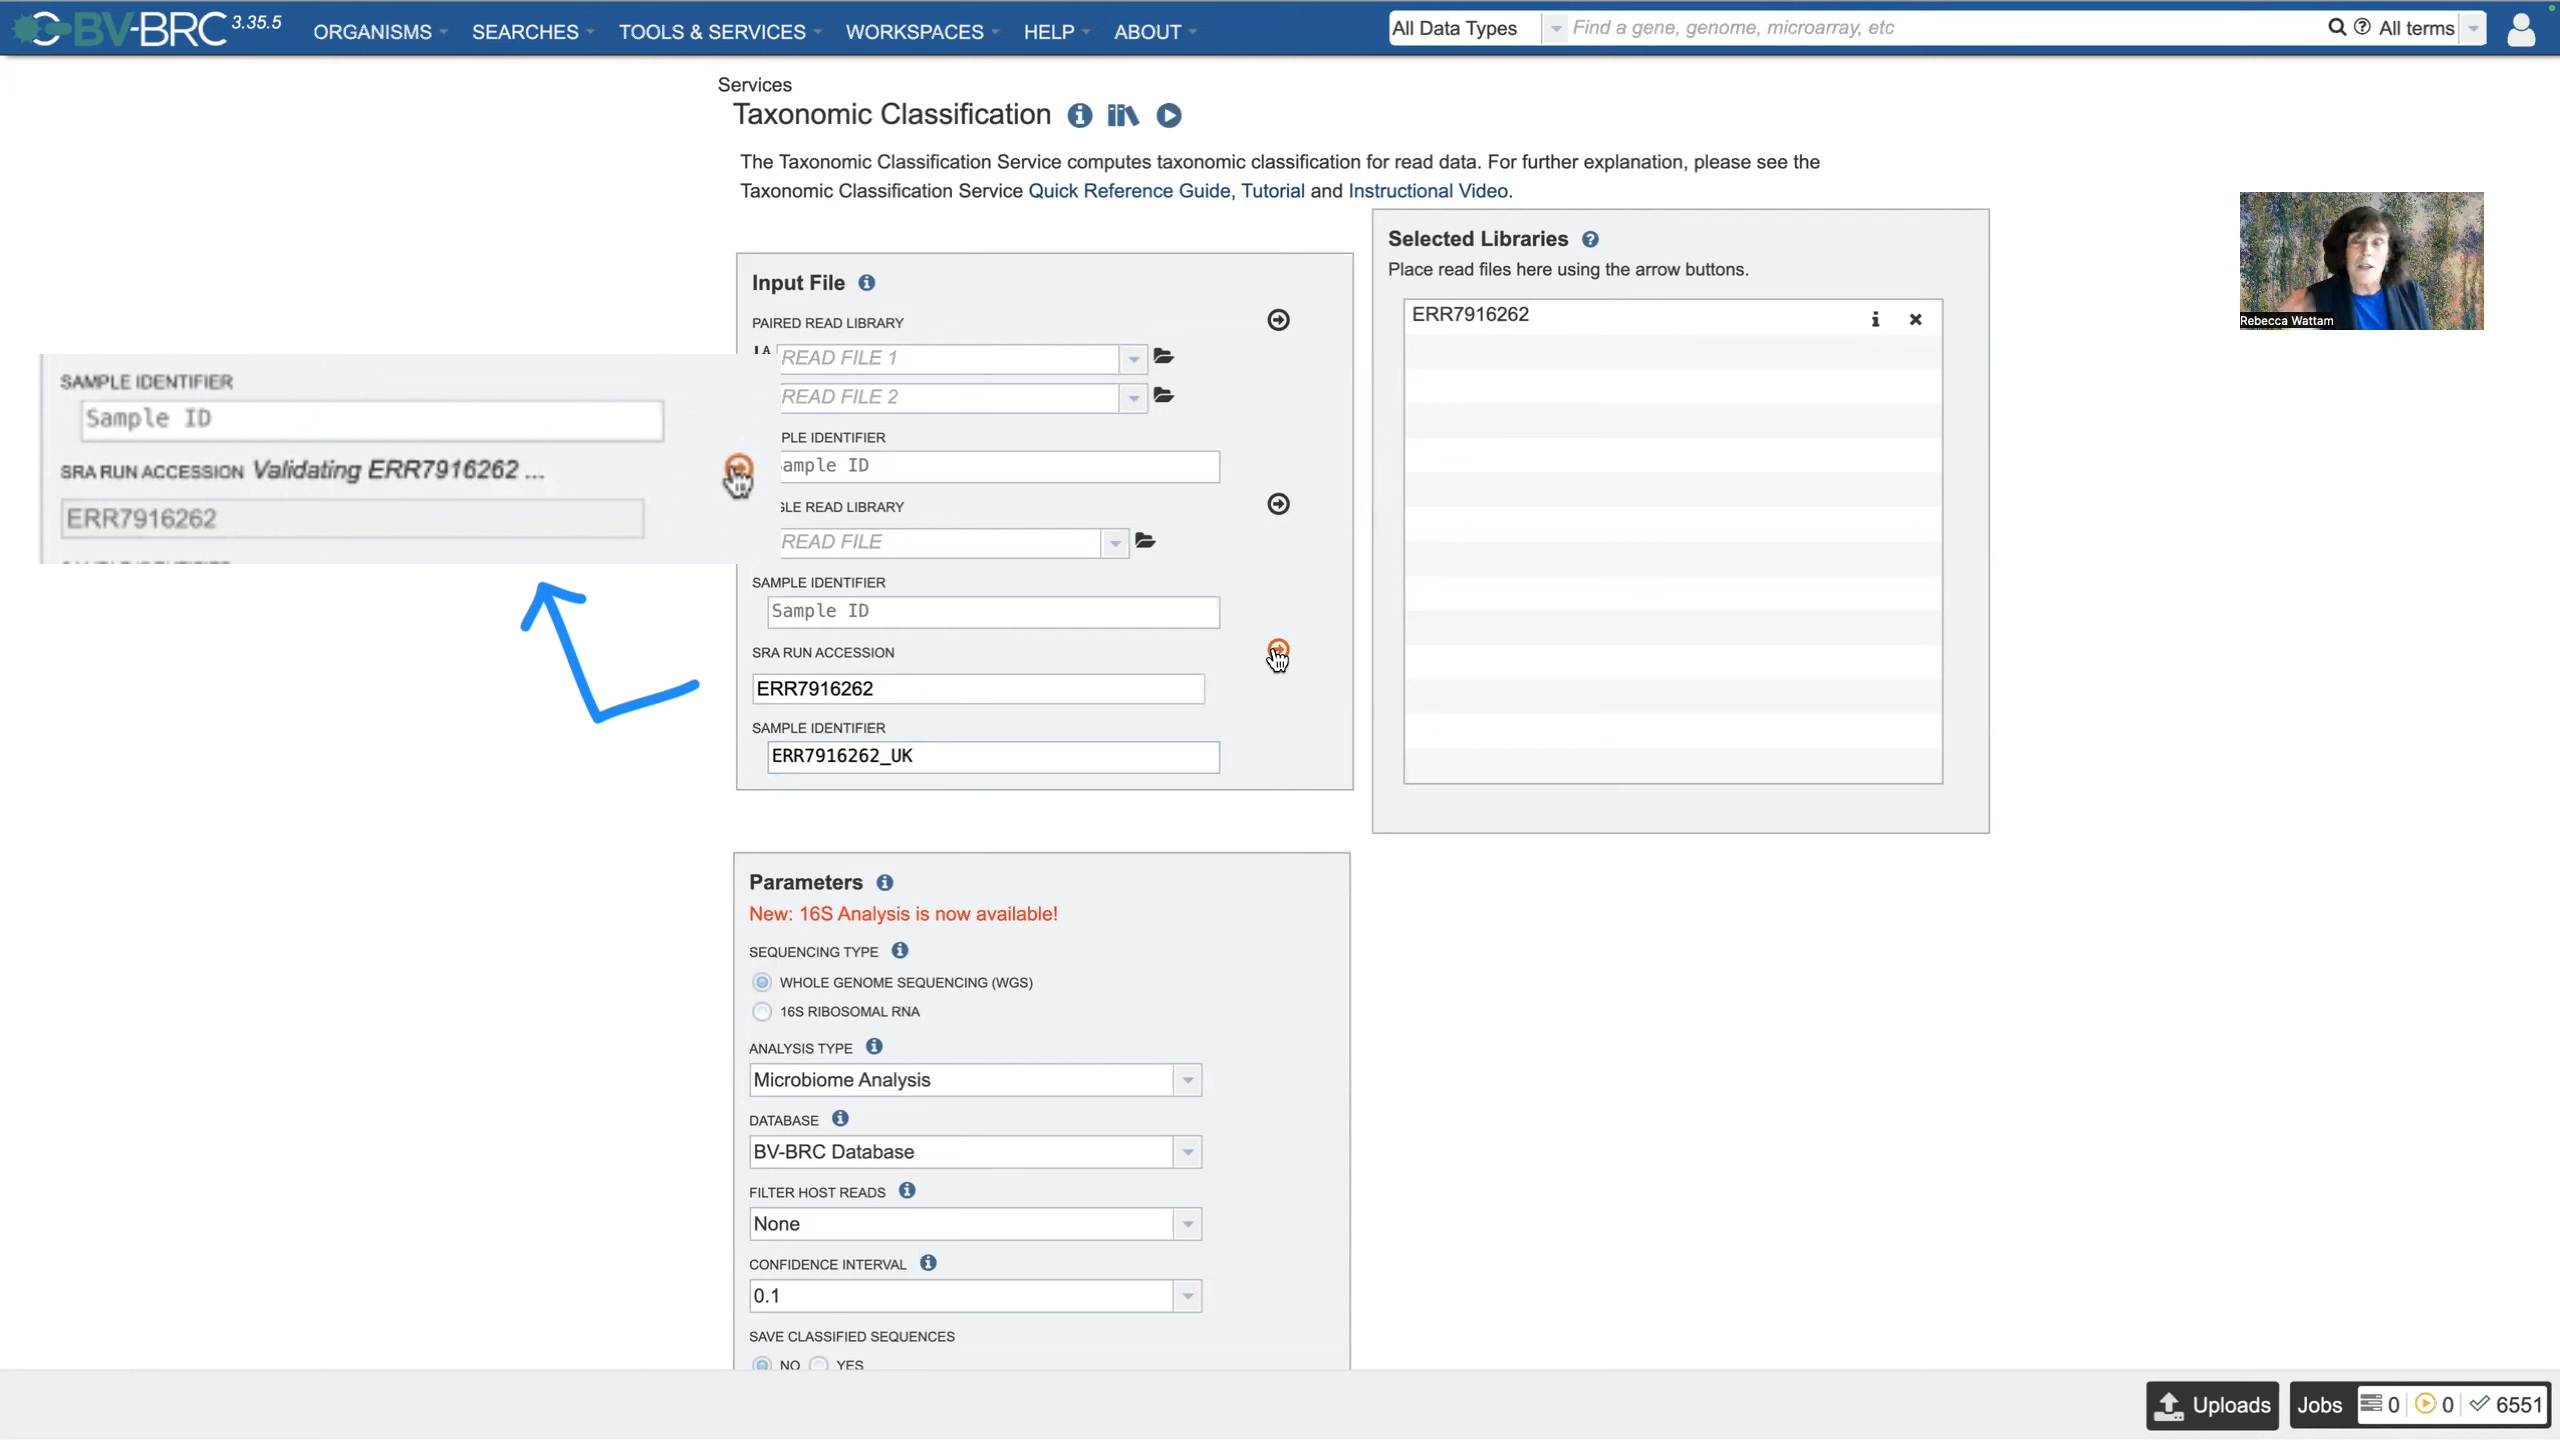 BV-BRC 3.35.5 ORGANISMS SEARCHES TOOLS & SERVICES WORKSPACES HELP ABOUT All Data Types Find a gene, genome, microarray, etc All terms
Services
Taxonomic Classification
The Taxonomic Classification Service computes taxonomic classification for read data. For further explanation, please see the
Taxonomic Classification Service Quick Reference Guide, Tutorial and Instructional Video.
Input File
PAIRED READ LIBRARY
READ FILE 1
READ FILE 2
PLE IDENTIFIER
ample ID
GLE READ LIBRARY
READ FILE
SAMPLE IDENTIFIER
Sample ID
SRA RUN ACCESSION
ERR7916262
SAMPLE IDENTIFIER
ERR7916262_UK
SAMPLE IDENTIFIER
Sample ID
SRA RUN ACCESSION Validating ERR7916262 ...
ERR7916262
Selected Libraries
Place read files here using the arrow buttons.
ERR7916262
Rebecca Wattam
Parameters
New: 16S Analysis is now available!
SEQUENCING TYPE
WHOLE GENOME SEQUENCING (WGS)
16S RIBOSOMAL RNA
ANALYSIS TYPE
Microbiome Analysis
DATABASE
BV-BRC Database
FILTER HOST READS
None
CONFIDENCE INTERVAL
0.1
SAVE CLASSIFIED SEQUENCES
NO YES
Uploads Jobs 0 0 6551